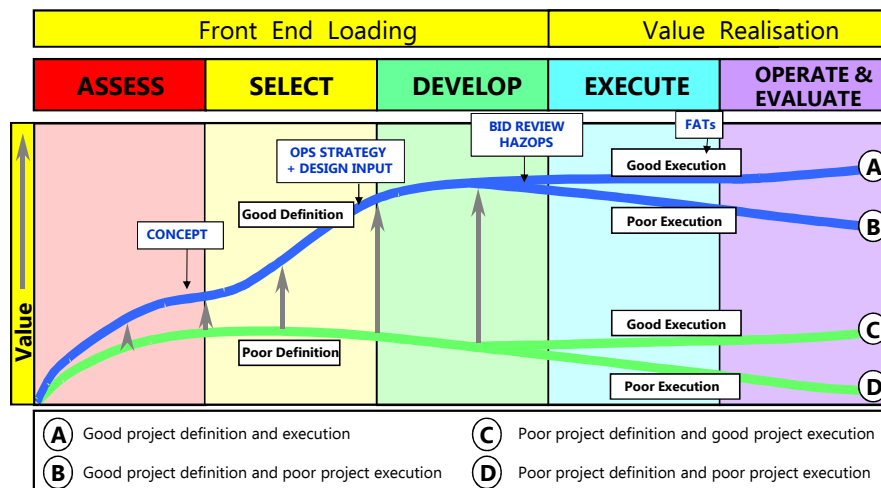 Front End Loading
Value Realisation
ASSESS
SELECT
DEVELOP
EXECUTE
OPERATE &
EVALUATE
Value
CONCEPT
OPS STRATEGY
+ DESIGN INPUT
BID REVIEW
HAZOPS
FATs
Good Definition
Poor Definition
Good Execution
Poor Execution
Good Execution
Poor Execution
A
B
C
D
A Good project definition and execution
B Good project definition and poor project execution
C Poor project definition and good project execution
D Poor project definition and poor project execution